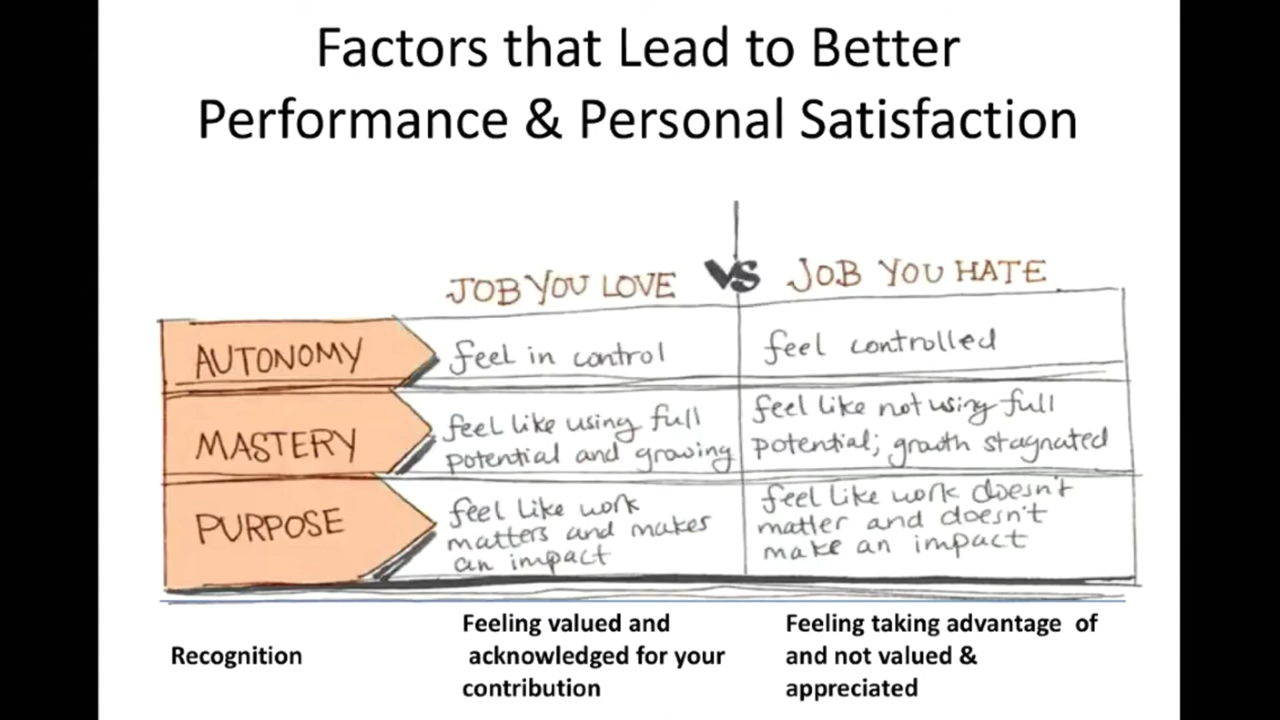 Factors that Lead to Better
Performance & Personal Satisfaction
JOB YOU LOVE VS JOB YOU HATE
AUTONOMY feel in control feel controlled
MASTERY
feel like using full
potential and growing
feel like not using full
potential; growth stagnated
PURPOSE
feel like work
matters and makes
an impact
feel like work doesn't
matter and doesn't
make an impact
Recognition
Feeling valued and
acknowledged for your
contribution
Feeling taking advantage of
and not valued &
appreciated